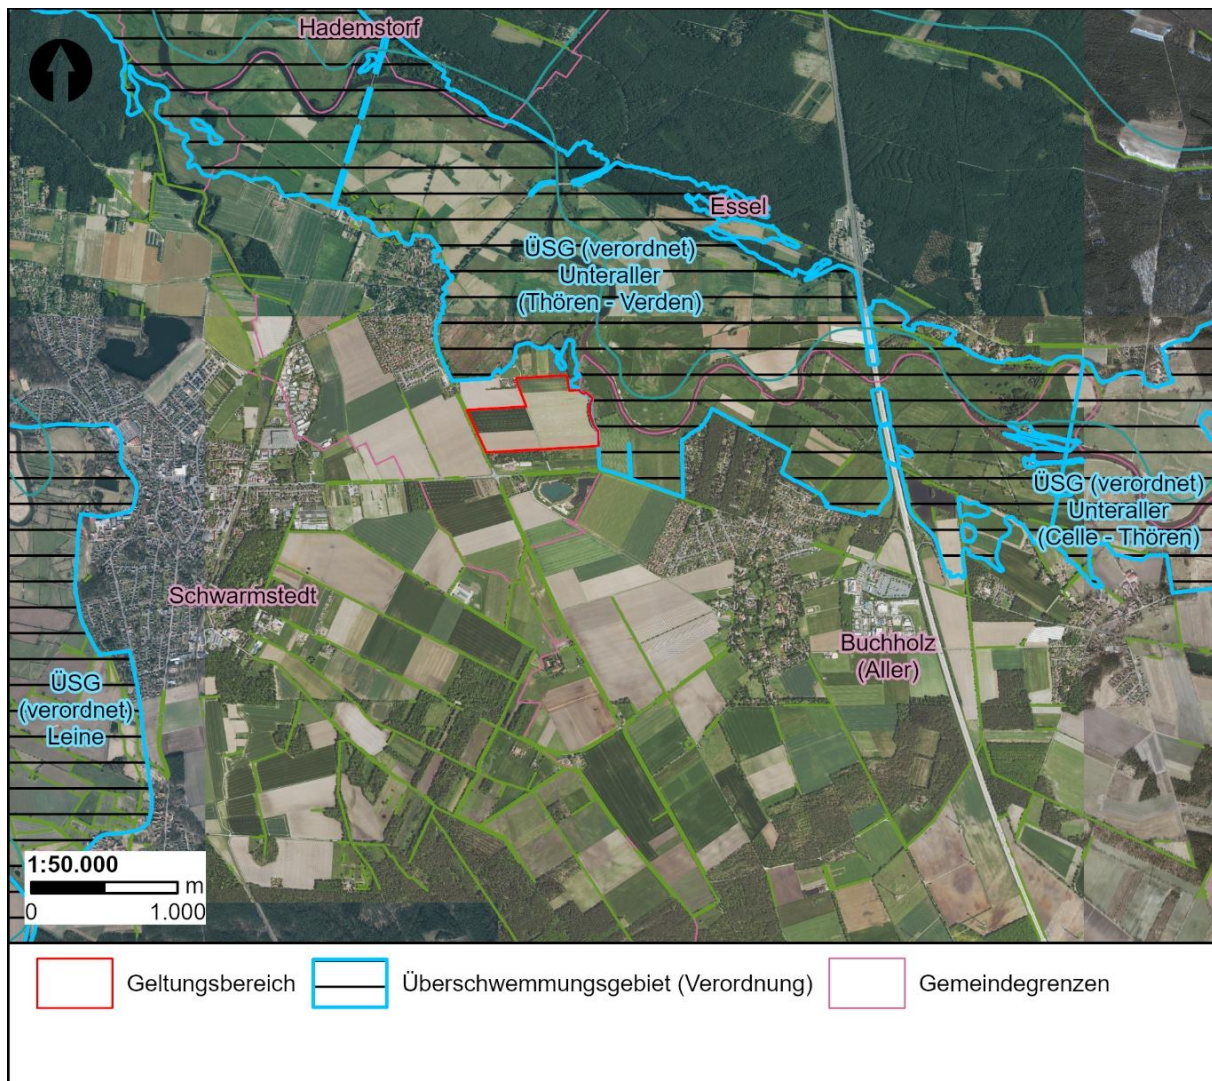 Hademstorf
Essel
ÜSG (verordnet)
Unteraller
(Thören - Verden)
ÜSG (verordnet)
Unteraller
(Celle - Thören)
Schwarmstedt
Buchholz
(Aller)
ÜSG
(verordnet)
Leine
1:50.000
m
0 1.000
Geltungsbereich Überschwemmungsgebiet (Verordnung) Gemeindegrenzen